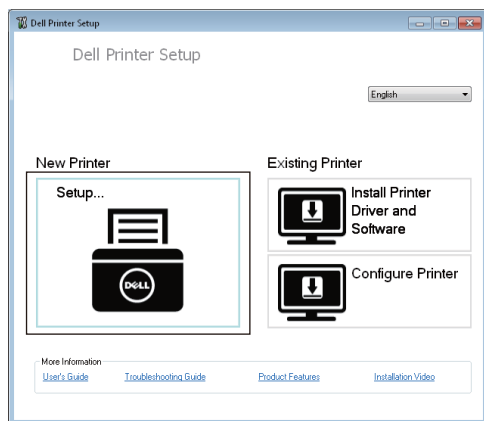 Dell Printer Setup
Dell Printer Setup
English
New Printer
Setup...
DELL
Existing Printer
Install Printer
Driver and
Software
Configure Printer
More Information
User's Guide
Troubleshooting Guide
Product Features
Installation Video